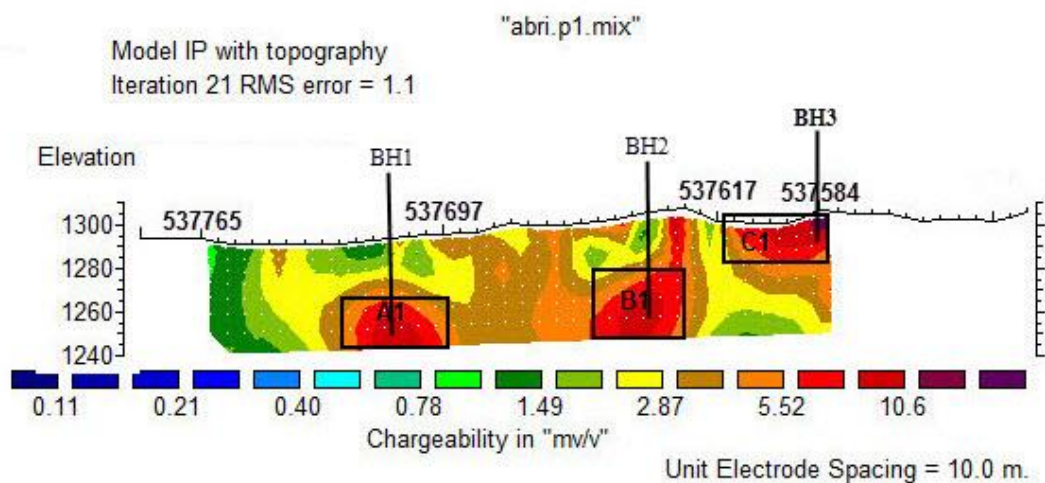 "abri.p1.mix"
Model IP with topography
Iteration 21 RMS error = 1.1
BH3
Elevation
BH1
BH2
537765
537697
537617
537584
1300
1280
1260
1240
C1
A1
B1
0.11 0.21 0.40 0.78 1.49 2.87 5.52 10.6
Chargeability in "mv/v"
Unit Electrode Spacing = 10.0 m.